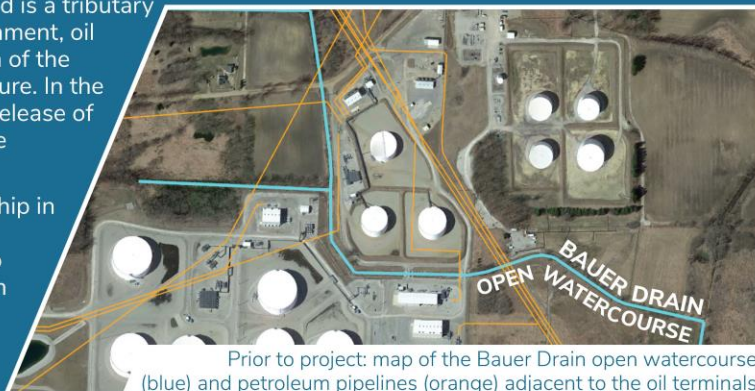 d is a tributary
nment, oil
n of the
ure. In the
elease of
e
hip in
BAUER DRAIN
OPEN WATERCOURSE
Prior to project: map of the Bauer Drain open watercourse
(blue) and petroleum pipelines (orange) adjacent to the oil terminals